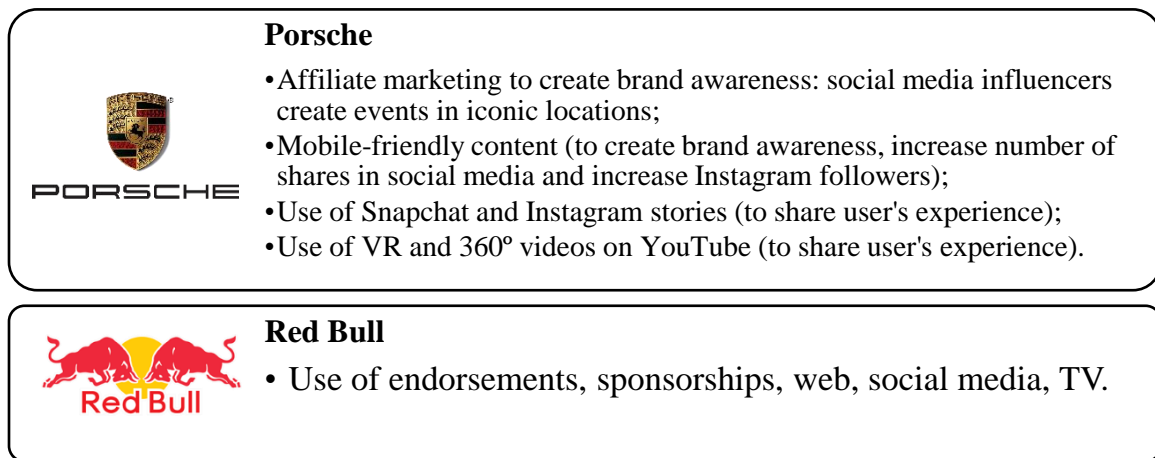 Porsche
•Affiliate marketing to create brand awareness: social media influencers
create events in iconic locations;
•Mobile-friendly content (to create brand awareness, increase number of
shares in social media and increase Instagram followers);
•Use of Snapchat and Instagram stories (to share user's experience);
•Use of VR and 360º videos on YouTube (to share user's experience).
PORSCHE
Red Bull
• Use of endorsements, sponsorships, web, social media, TV.
Red Bull